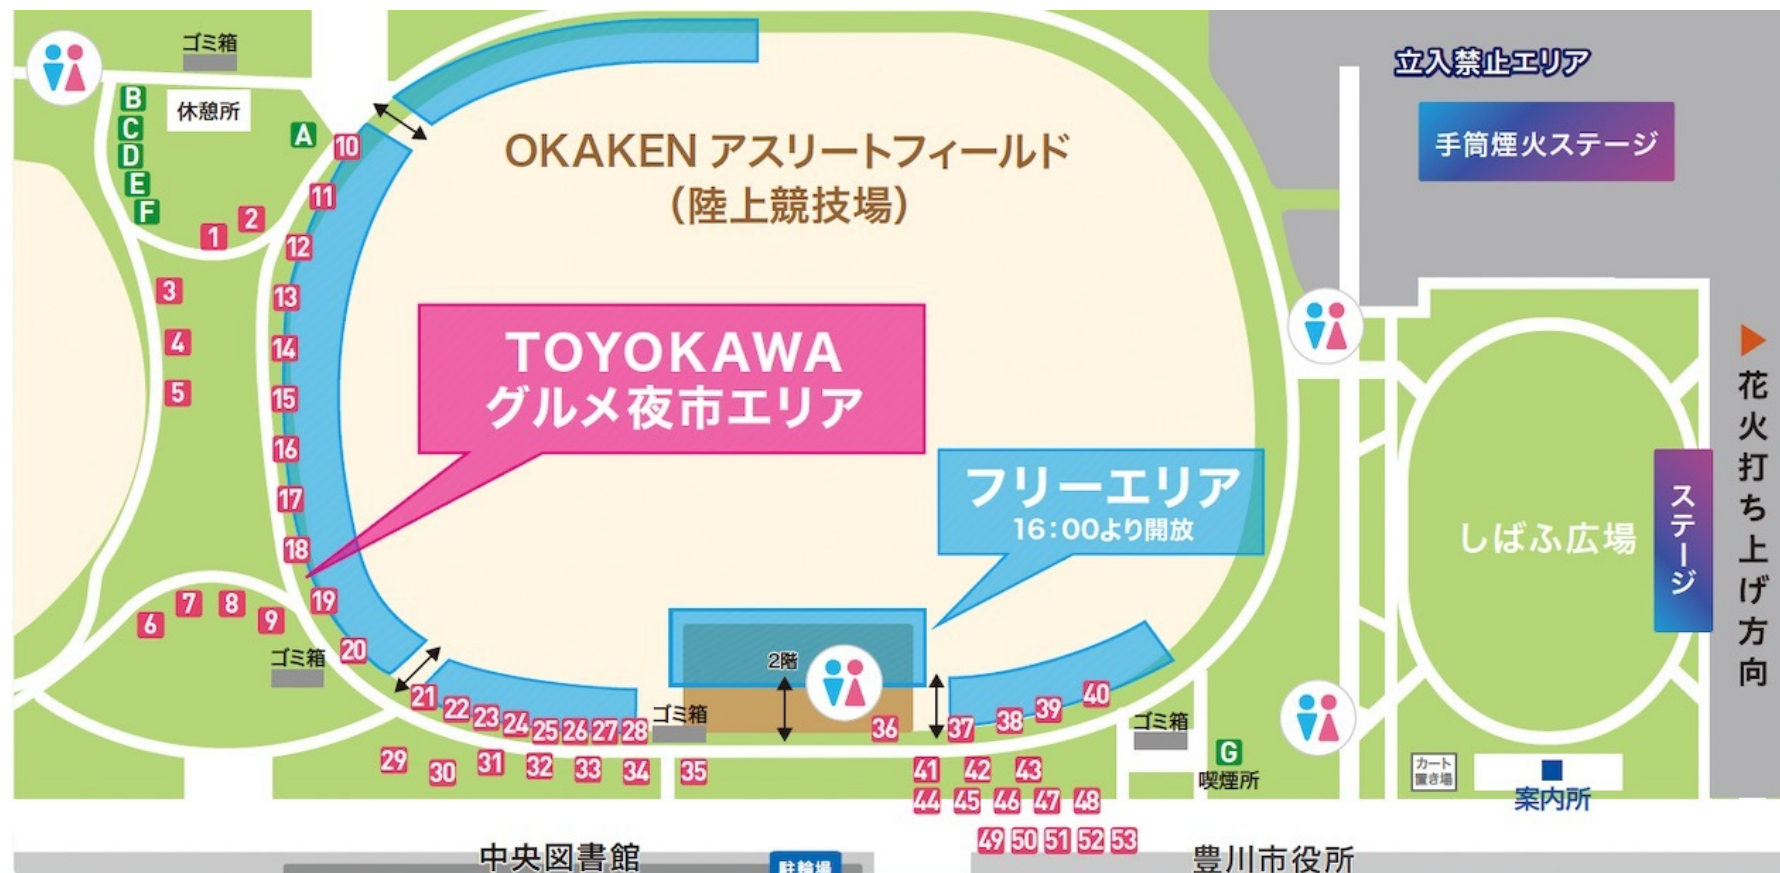 ゴミ箱
休憩所
B
C
D
E
F
A
10
11
12
13
14
15
16
17
18
19
20
1
2
3
4
5
6
7
8
9
ゴミ箱
OKAKEN アスリートフィールド
(陸上競技場)
TOYOKAWA
グルメ夜市エリア
フリーエリア
16:00より開放
立入禁止エリア
手筒煙火ステージ
花火打ち上げ方向
ステージ
しばふ広場
2階
21
22
23
24
25
26
27
28
ゴミ箱
36
37
38
39
40
ゴミ箱
29
30
31
32
33
34
35
41
42
43
44
45
46
47
48
49
50
51
52
53
G
喫煙所
カート
置き場
案内所
中央図書館
駐輪場
豊川市役所